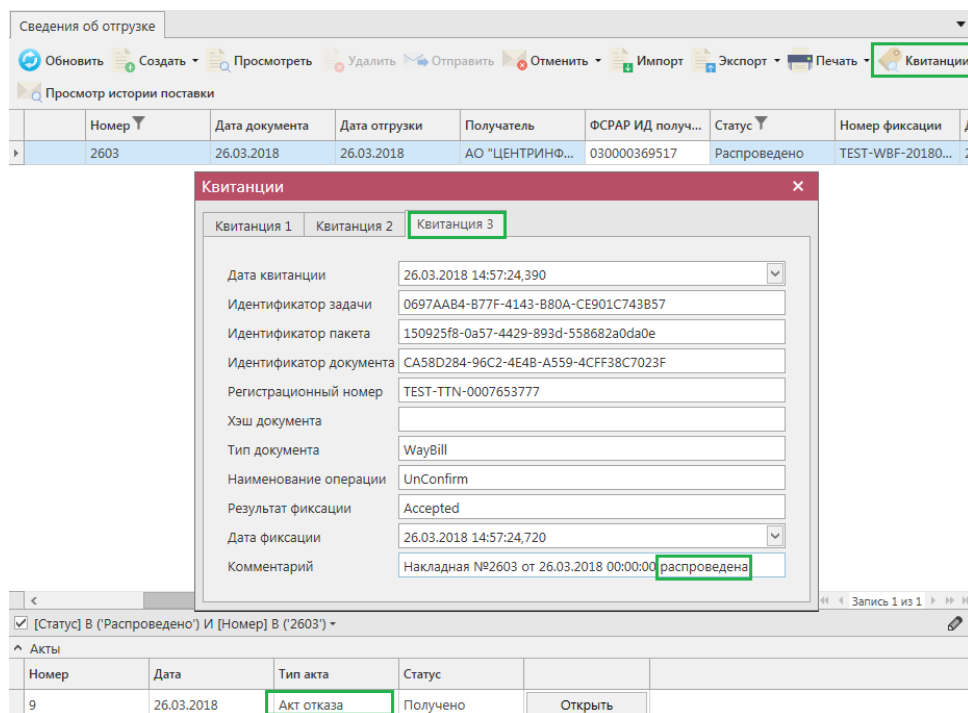 Сведения об отгрузке
Обновить Создать Просмотреть Удалить Отправить Отменить Импорт Экспорт Печать Квитанции
Просмотр истории поставки
Номер Дата документа Дата отгрузки Получатель ФСРАР ИД получ... Статус Номер фиксации
2603 26.03.2018 26.03.2018 АО "ЦЕНТРИНФ... 030000369517 Распроведено TEST-WBF-20180...
Квитанции
Квитанция 1 Квитанция 2 Квитанция 3
Дата квитанции 26.03.2018 14:57:24,390
Идентификатор задачи 0697AAB4-B77F-4143-B80A-CE901C743B57
Идентификатор пакета 150925f8-0a57-4429-893d-558682a0da0e
Идентификатор документа CA58D284-96C2-4E4B-A559-4CFF38C7023F
Регистрационный номер TEST-TTN-0007653777
Хэш документа
Тип документа WayBill
Наименование операции UnConfirm
Результат фиксации Accepted
Дата фиксации 26.03.2018 14:57:24,720
Комментарий Накладная №2603 от 26.03.2018 00:00:00 распроведена
Запись 1 из 1
[Статус] В ('Распроведено') И [Номер] В ('2603')
Акты
Номер Дата Тип акта Статус
9 26.03.2018 Акт отказа Получено Открыть